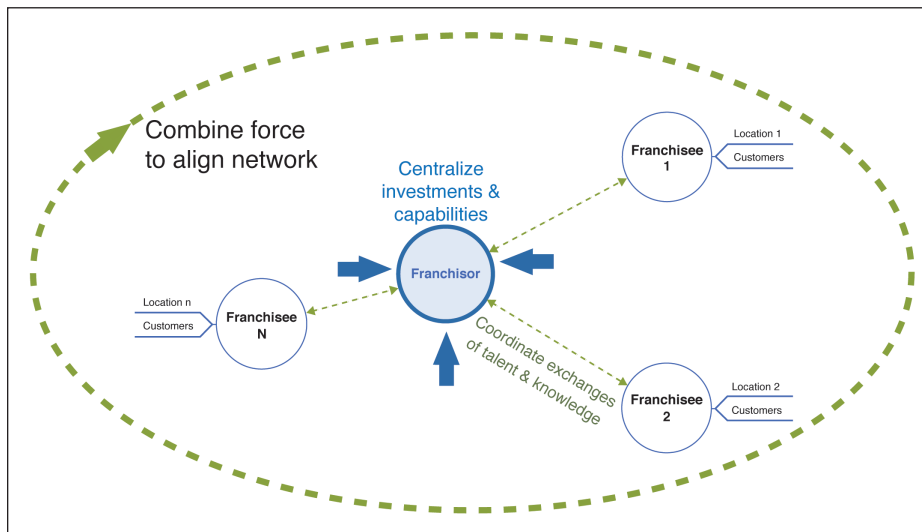 Combine force
to align network
Centralize
investments &
capabilities
Franchisor
Franchisee
1
Location 1
Customers
Location n
Customers
Franchisee
N
Coordinate exchanges
of talent & knowledge
Franchisee
2
Location 2
Customers